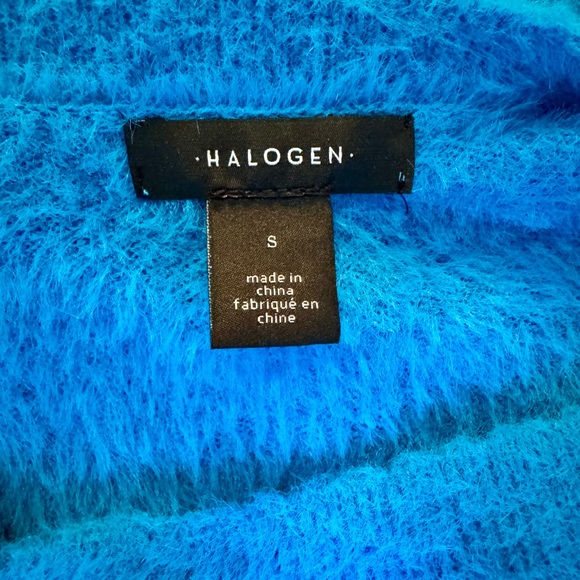 ·HALOGEN·
S
made in
china
fabriqué en
chine